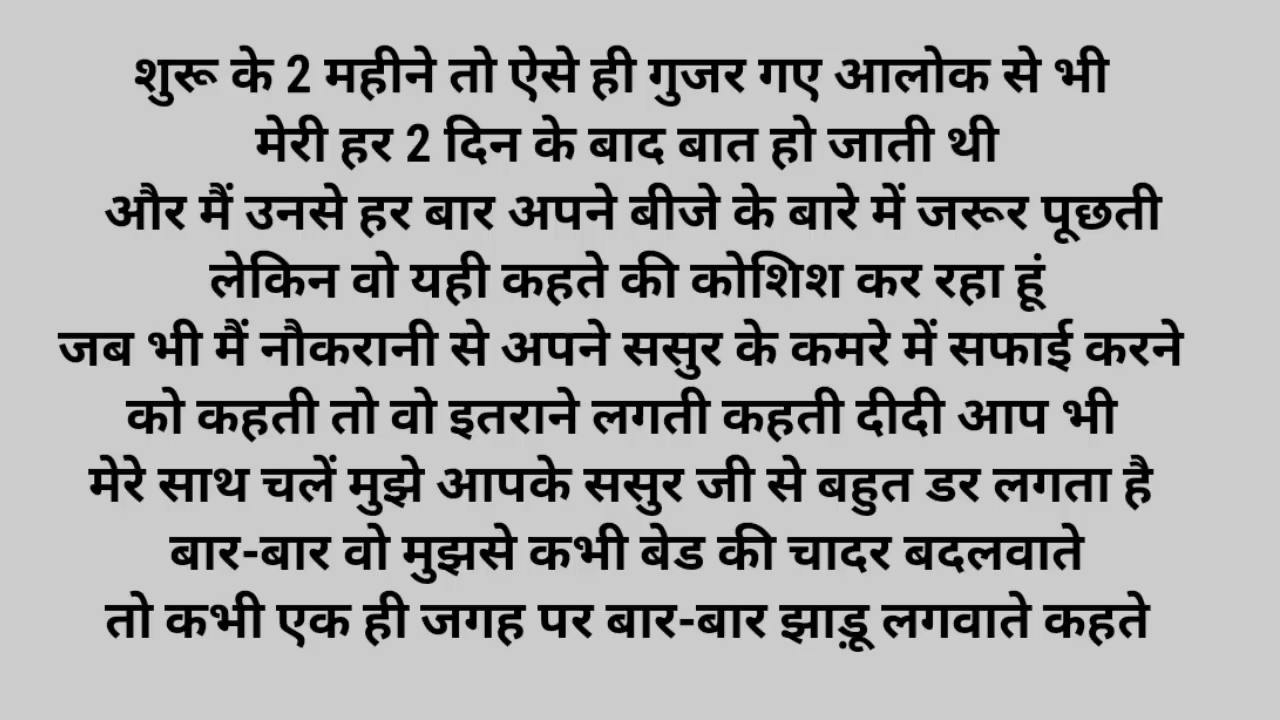 शुरू के 2 महीने तो ऐसे ही गुजर गए आलोक से भी
मेरी हर 2 दिन के बाद बात हो जाती थी
और मैं उनसे हर बार अपने बीजे के बारे में जरूर पूछती
लेकिन वो यही कहते की कोशिश कर रहा हूं
जब भी मैं नौकरानी से अपने ससुर के कमरे में सफाई करने
को कहती तो वो इतराने लगती कहती दीदी आप भी
मेरे साथ चलें मुझे आपके ससुर जी से बहुत डर लगता है
बार-बार वो मुझसे कभी बेड की चादर बदलवाते
तो कभी एक ही जगह पर बार-बार झाड़ू लगवाते कहते